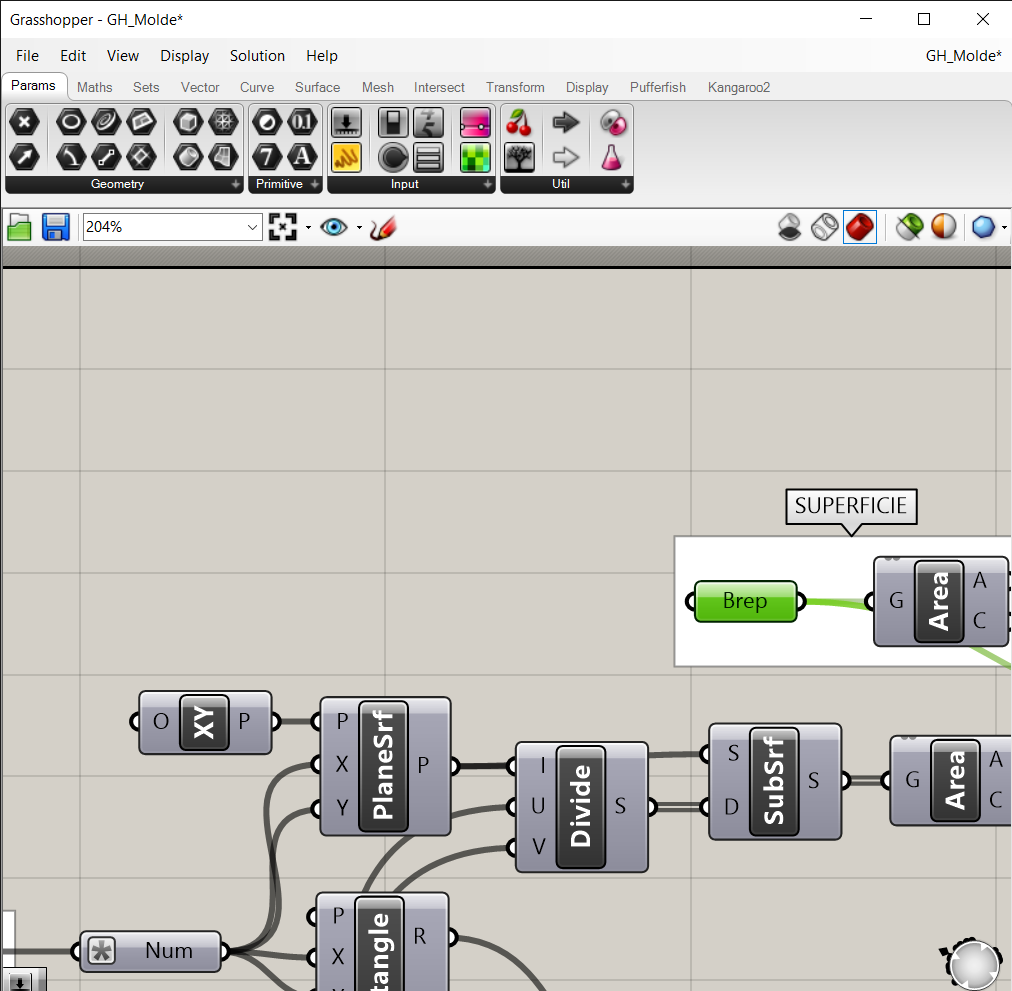 Grasshopper - GH_Molde*
File Edit View Display Solution Help GH_Molde*
Params Maths Sets Vector Curve Surface Mesh Intersect Transform Display Pufferfish Kangaroo2
0.1
7 A
Geometry Primitive Input Util
204%
SUPERFICIE
Brep G Area A C
O XY P
P X Y PlaneSrf P
I U V Divide S
S D SubSrf S
G Area A C
Num
P X tangle R